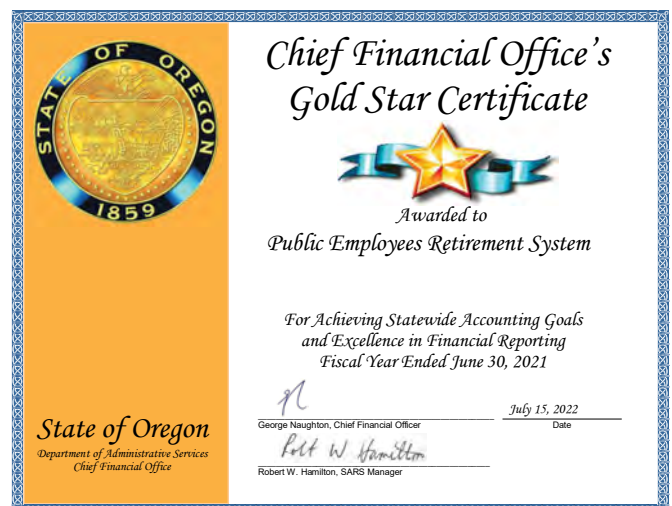 STATE OF OREGON
1859
State of Oregon
Department of Administrative Services
Chief Financial Office
Chief Financial Office's
Gold Star Certificate
Awarded to
Public Employees Retirement System
For Achieving Statewide Accounting Goals
and Excellence in Financial Reporting
Fiscal Year Ended June 30, 2021
George Naughton, Chief Financial Officer
July 15, 2022
Date
Robt W Hamilton
Robert W. Hamilton, SARS Manager